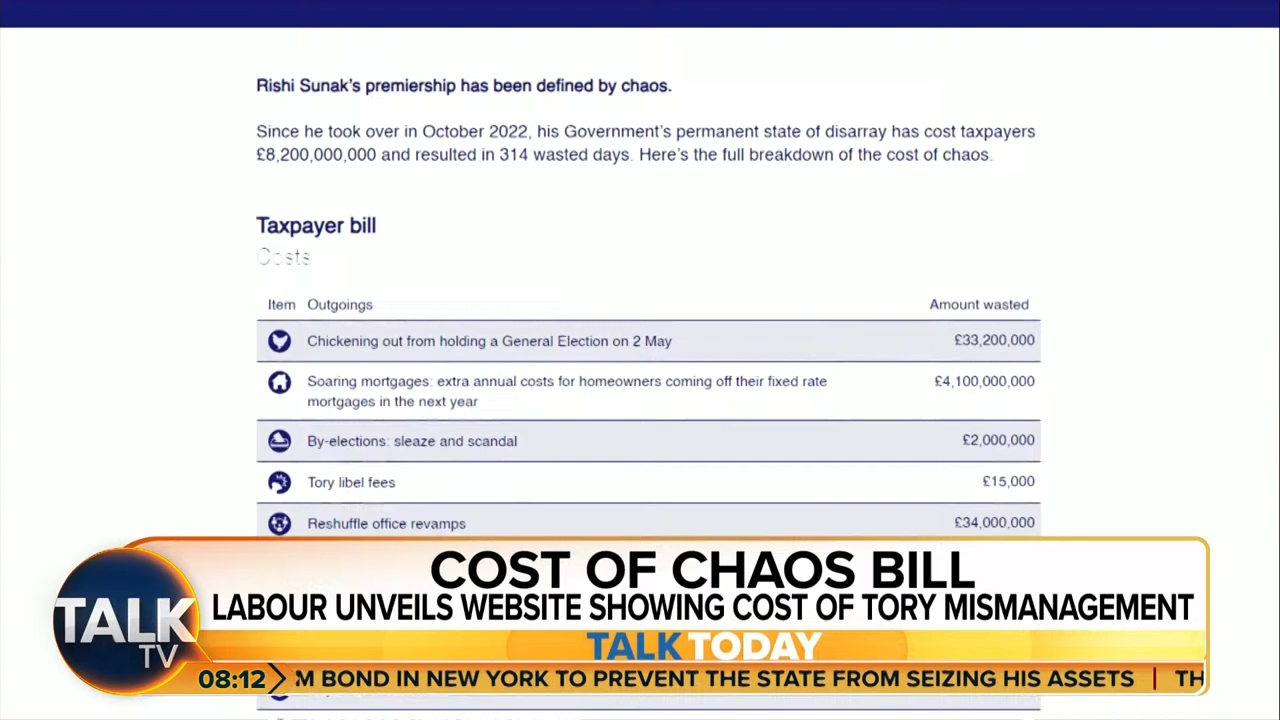 Rishi Sunak's premiership has been defined by chaos.
Since he took over in October 2022, his Government's permanent state of disarray has cost taxpayers
£8,200,000,000 and resulted in 314 wasted days. Here's the full breakdown of the cost of chaos.
Taxpayer bill
Costs
Item Outgoings Amount wasted
Chickening out from holding a General Election on 2 May £33,200,000
Soaring mortgages: extra annual costs for homeowners coming off their fixed rate £4,100,000,000
mortgages in the next year
By-elections: sleaze and scandal £2,000,000
Tory libel fees £15,000
Reshuffle office revamps £34,000,000
COST OF CHAOS BILL
LABOUR UNVEILS WEBSITE SHOWING COST OF TORY MISMANAGEMENT
TALK TODAY
TALK
TV
08:12 M BOND IN NEW YORK TO PREVENT THE STATE FROM SEIZING HIS ASSETS | TH